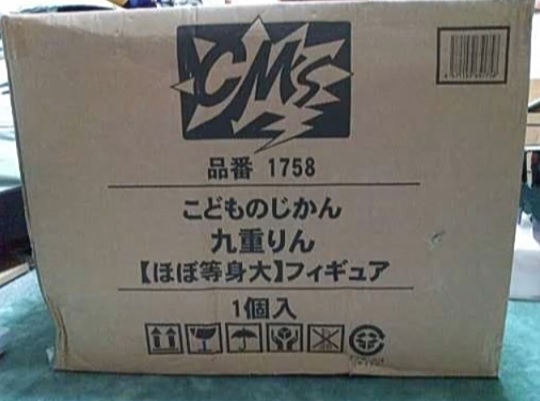 CM'S
品番 1758
こどものじかん
九重りん
【ほぼ等身大】フィギュア
1個入